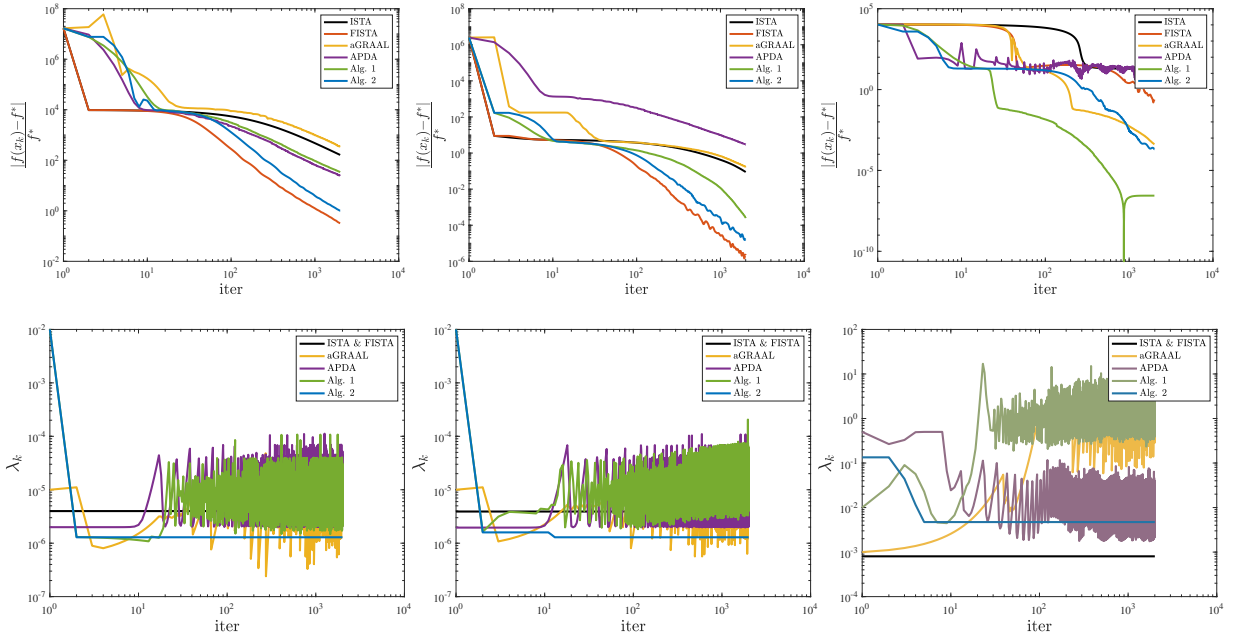 10^8
10^6
10^4
10^2
10^0
10^-2
|f(x_k)−f*|
f*
10^0
10^1
10^2
10^3
10^4
iter
ISTA
FISTA
aGRAAL
APDA
Alg. 1
Alg. 2
10^8
10^6
10^4
10^2
10^0
10^-2
10^-4
10^-6
|f(x_k)−f*|
f*
10^0
10^1
10^2
10^3
10^4
iter
ISTA
FISTA
aGRAAL
APDA
Alg. 1
Alg. 2
10^5
10^0
10^-5
10^-10
|f(x_k)−f*|
f*
10^0
10^1
10^2
10^3
10^4
iter
ISTA
FISTA
aGRAAL
APDA
Alg. 1
Alg. 2
10^-2
10^-3
10^-4
10^-5
10^-6
10^-7
λ_k
10^0
10^1
10^2
10^3
10^4
iter
ISTA & FISTA
aGRAAL
APDA
Alg. 1
Alg. 2
10^-2
10^-3
10^-4
10^-5
10^-6
10^-7
λ_k
10^0
10^1
10^2
10^3
10^4
iter
ISTA & FISTA
aGRAAL
APDA
Alg. 1
Alg. 2
10^2
10^1
10^0
10^-1
10^-2
10^-3
10^-4
λ_k
10^0
10^1
10^2
10^3
10^4
iter
ISTA & FISTA
aGRAAL
APDA
Alg. 1
Alg. 2